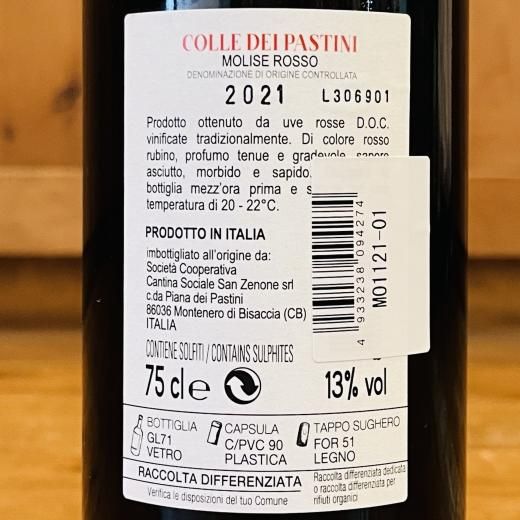 COLLE DEI PASTINI
MOLISE ROSSO
DENOMINAZIONE DI ORIGINE CONTROLLATA
2021 L306901
Prodotto ottenuto da uve rosse D.O.C.
vinificate tradizionalmente. Di colore rosso
rubino, profumo tenue e gradevole, sapore
asciutto, morbido e sapido.
bottiglia mezz'ora prima e
temperatura di 20 - 22°C.
PRODOTTO IN ITALIA
imbottigliato all'origine da:
Società Cooperativa
Cantina Sociale San Zenone srl
c.da Piana dei Pastini
86036 Montenero di Bisaccia (CB)
ITALIA
4 933238 094274
MO1121-01
CONTIENE SOLFITI / CONTAINS SULPHITES
75 cl e 13% vol
BOTTIGLIA
GL71
VETRO
CAPSULA
C/PVC 90
PLASTICA
TAPPO SUGHERO
FOR 51
LEGNO
RACCOLTA DIFFERENZIATA
Verifica le disposizioni del tuo Comune
Raccolta differenziata dedicata
o raccolta differenziata per
rifiuti organici